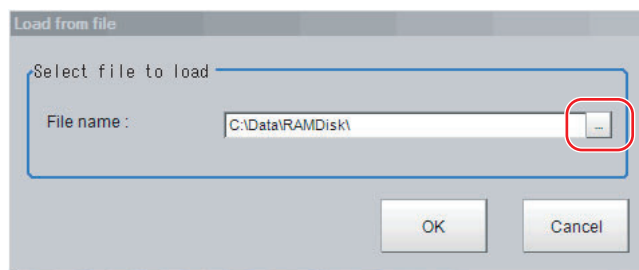 Load from file
Select file to load
File name :
C:\Data\RAMDisk\
...
OK
Cancel